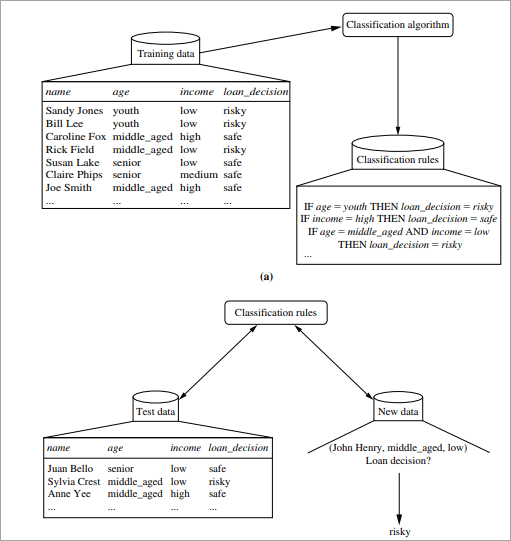 Classification algorithm
Training data
name age income loan_decision
Sandy Jones youth low risky
Bill Lee youth low risky
Caroline Fox middle_aged high safe
Rick Field middle_aged low risky
Susan Lake senior low safe
Claire Phips senior medium safe
Joe Smith middle_aged high safe
... ... ... ...
Classification rules
IF age = youth THEN loan_decision = risky
IF income = high THEN loan_decision = safe
IF age = middle_aged AND income = low
THEN loan_decision = risky
...
(a)
Classification rules
Test data
name age income loan_decision
Juan Bello senior low safe
Sylvia Crest middle_aged low risky
Anne Yee middle_aged high safe
... ... ... ...
New data
(John Henry, middle_aged, low)
Loan decision?
risky